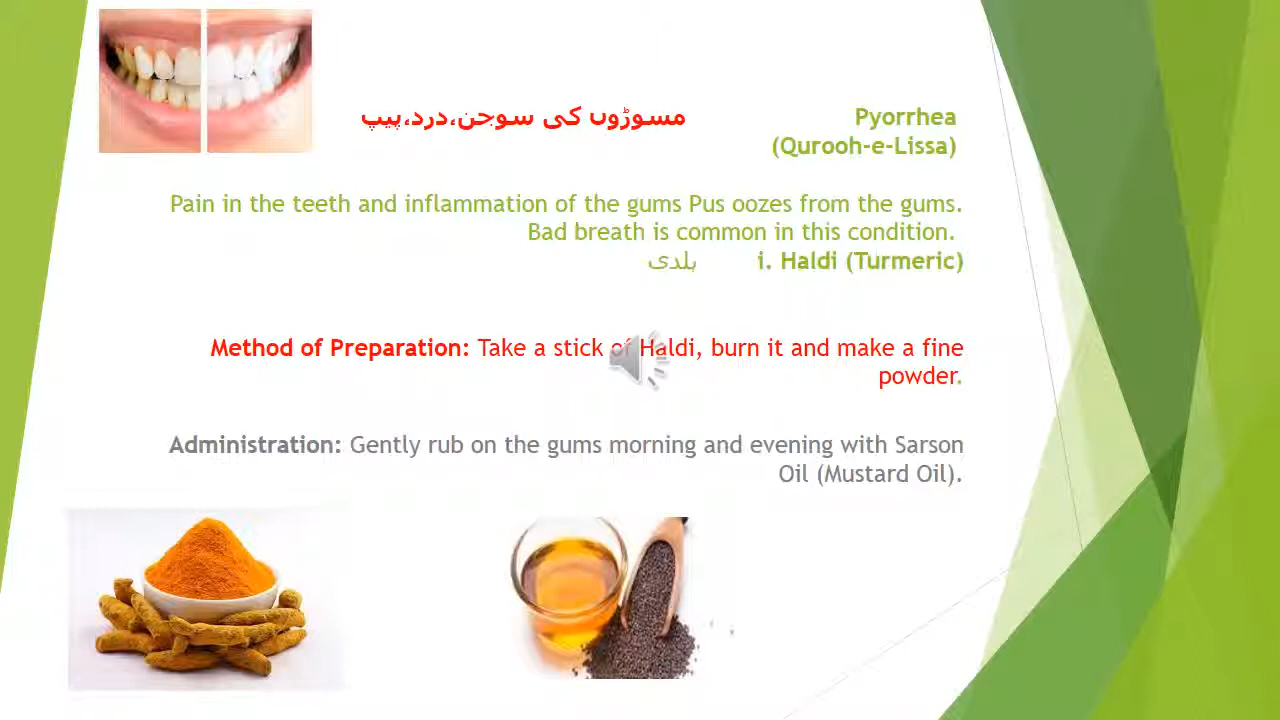 مسوڑوں کی سوجن،درد،پیپ
Pyorrhea
(Qurooh-e-Lissa)
Pain in the teeth and inflammation of the gums Pus oozes from the gums.
Bad breath is common in this condition.
i. Haldi (Turmeric) ہلدی
Method of Preparation: Take a stick of Haldi, burn it and make a fine
powder.
Administration: Gently rub on the gums morning and evening with Sarson
Oil (Mustard Oil).